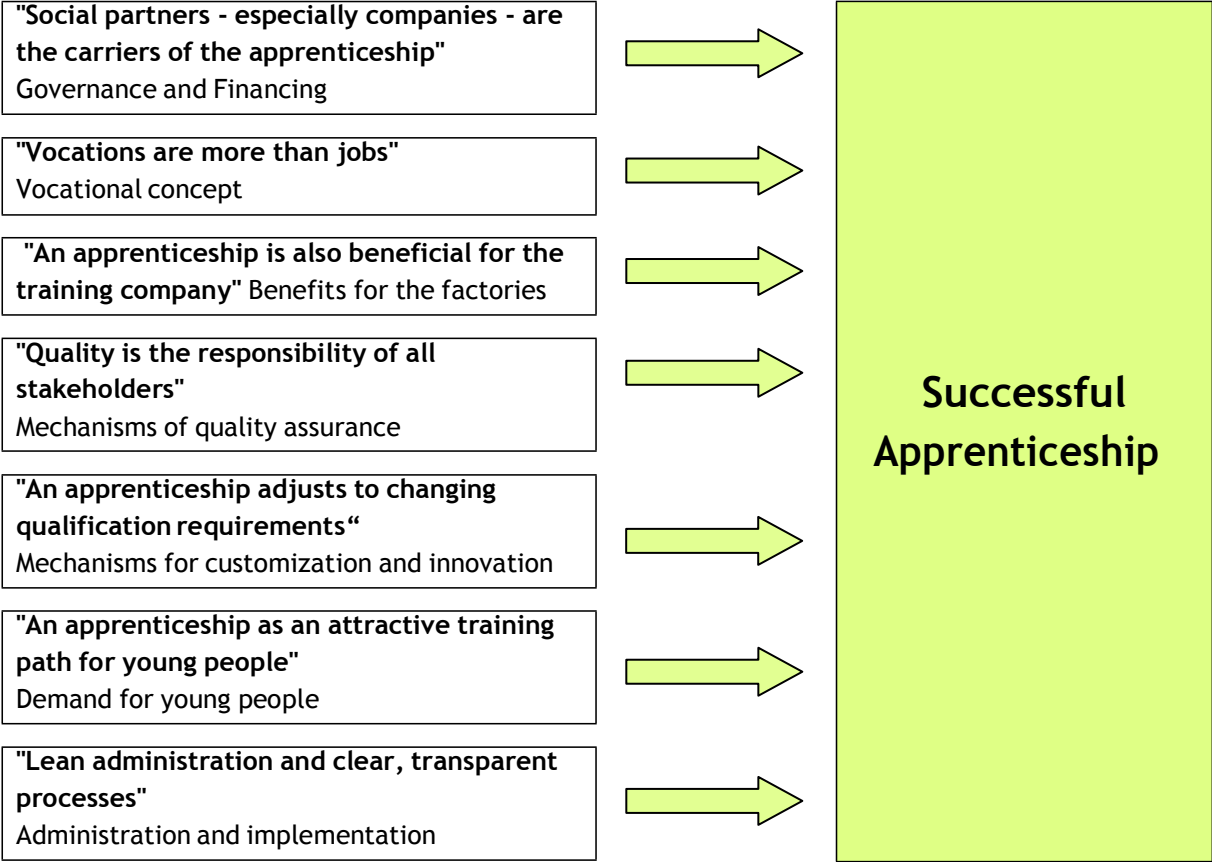 "Social partners - especially companies - are
the carriers of the apprenticeship"
Governance and Financing
"Vocations are more than jobs"
Vocational concept
"An apprenticeship is also beneficial for the
training company" Benefits for the factories
"Quality is the responsibility of all
stakeholders"
Mechanisms of quality assurance
"An apprenticeship adjusts to changing
qualification requirements“
Mechanisms for customization and innovation
"An apprenticeship as an attractive training
path for young people"
Demand for young people
"Lean administration and clear, transparent
processes"
Administration and implementation
Successful
Apprenticeship